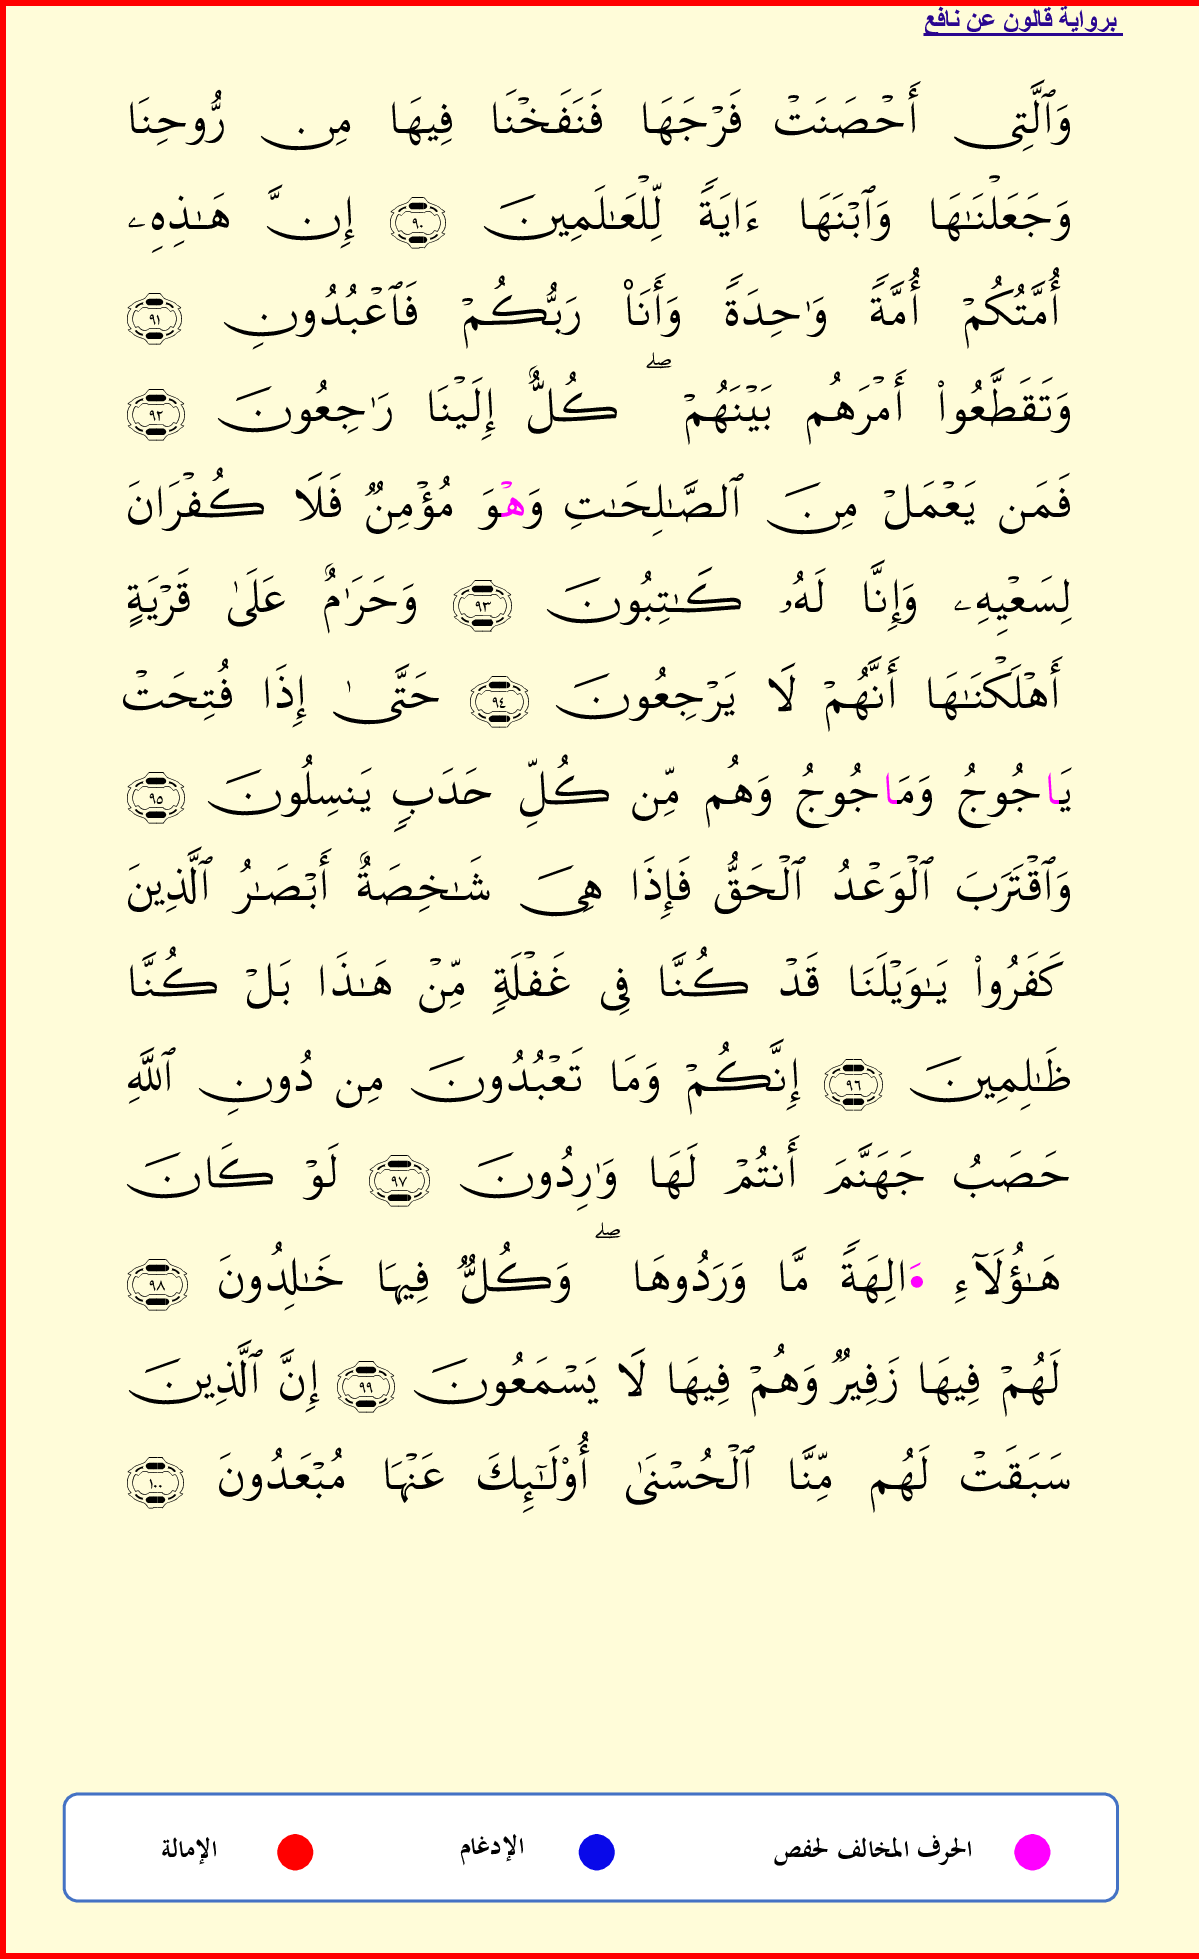 برواية قالون عن نافع
وَٱلَّتِى أَحْصَنَتْ فَرْجَهَا فَنَفَخْنَا فِيهَا مِن رُّوحِنَا
وَجَعَلْنَـٰهَا وَٱبْنَهَا ءَايَةً لِّلْعَـٰلَمِينَ ٩٠ إِنَّ هَـٰذِهِۦ
أُمَّتُكُمْ أُمَّةً وَٰحِدَةً وَأَنَا۠ رَبُّكُمْ فَٱعْبُدُونِ ٩١
وَتَقَطَّعُوا۟ أَمْرَهُم بَيْنَهُمْ ۖ كُلٌّ إِلَيْنَا رَٰجِعُونَ ٩٢
فَمَن يَعْمَلْ مِنَ ٱلصَّـٰلِحَـٰتِ وَهْوَ مُؤْمِنٌ فَلَا كُفْرَانَ
لِسَعْيِهِۦ وَإِنَّا لَهُۥ كَـٰتِبُونَ ٩٣ وَحَرَٰمٌ عَلَىٰ قَرْيَةٍ
أَهْلَكْنَـٰهَا أَنَّهُمْ لَا يَرْجِعُونَ ٩٤ حَتَّىٰ إِذَا فُتِحَتْ
يَاجُوجُ وَمَاجُوجُ وَهُم مِّن كُلِّ حَدَبٍ يَنسِلُونَ ٩٥
وَٱقْتَرَبَ ٱلْوَعْدُ ٱلْحَقُّ فَإِذَا هِىَ شَـٰخِصَةٌ أَبْصَـٰرُ ٱلَّذِينَ
كَفَرُوا۟ يَـٰوَيْلَنَا قَدْ كُنَّا فِى غَفْلَةٍ مِّنْ هَـٰذَا بَلْ كُنَّا
ظَـٰلِمِينَ ٩٦ إِنَّكُمْ وَمَا تَعْبُدُونَ مِن دُونِ ٱللَّهِ
حَصَبُ جَهَنَّمَ أَنتُمْ لَهَا وَٰرِدُونَ ٩٧ لَوْ كَانَ
هَـٰؤُلَآءِ •الِهَةً مَّا وَرَدُوهَا ۖ وَكُلٌّ فِيهَا خَـٰلِدُونَ ٩٨
لَهُمْ فِيهَا زَفِيرٌ وَهُمْ فِيهَا لَا يَسْمَعُونَ ٩٩ إِنَّ ٱلَّذِينَ
سَبَقَتْ لَهُم مِّنَّا ٱلْحُسْنَىٰ أُو۟لَـٰٓئِكَ عَنْهَا مُبْعَدُونَ ١٠٠
الحرف المخالف لحفص الإدغام الإمالة